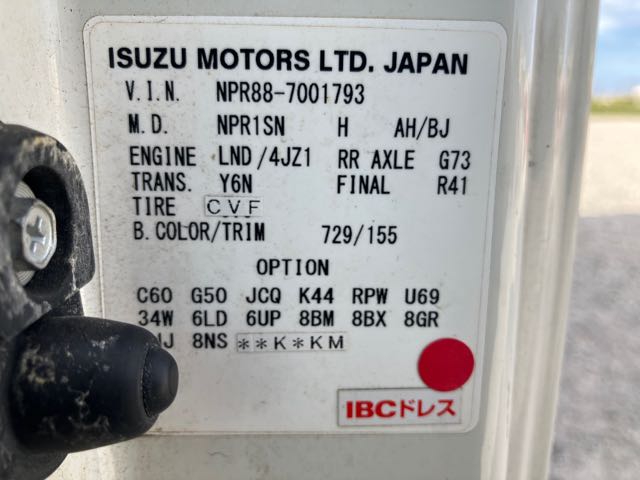 ISUZU MOTORS LTD. JAPAN
V.I.N. NPR88-7001793
M.D. NPR1SN H AH/BJ
ENGINE LND/4JZ1 RR AXLE G73
TRANS. Y6N FINAL R41
TIRE CVF
B.COLOR/TRIM 729/155
OPTION
C60 G50 JCQ K44 RPW U69
34W 6LD 6UP 8BM 8BX 8GR
8NS **K*KM
IBCドレス